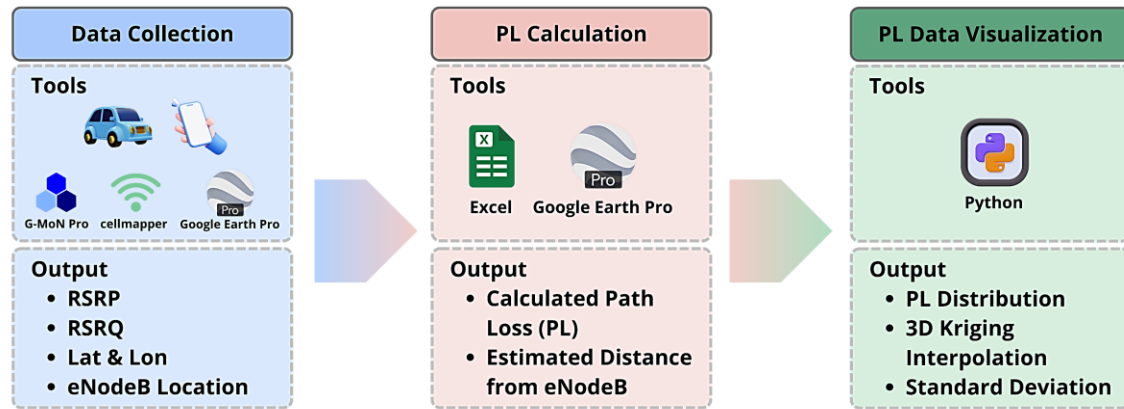 Data Collection
Tools
G-MoN Pro
cellmapper
Pro
Google Earth Pro
Output
• RSRP
• RSRQ
• Lat & Lon
• eNodeB Location
PL Calculation
Tools
X
Pro
Excel
Google Earth Pro
Output
• Calculated Path
Loss (PL)
• Estimated Distance
from eNodeB
PL Data Visualization
Tools
Python
Output
• PL Distribution
• 3D Kriging
Interpolation
• Standard Deviation